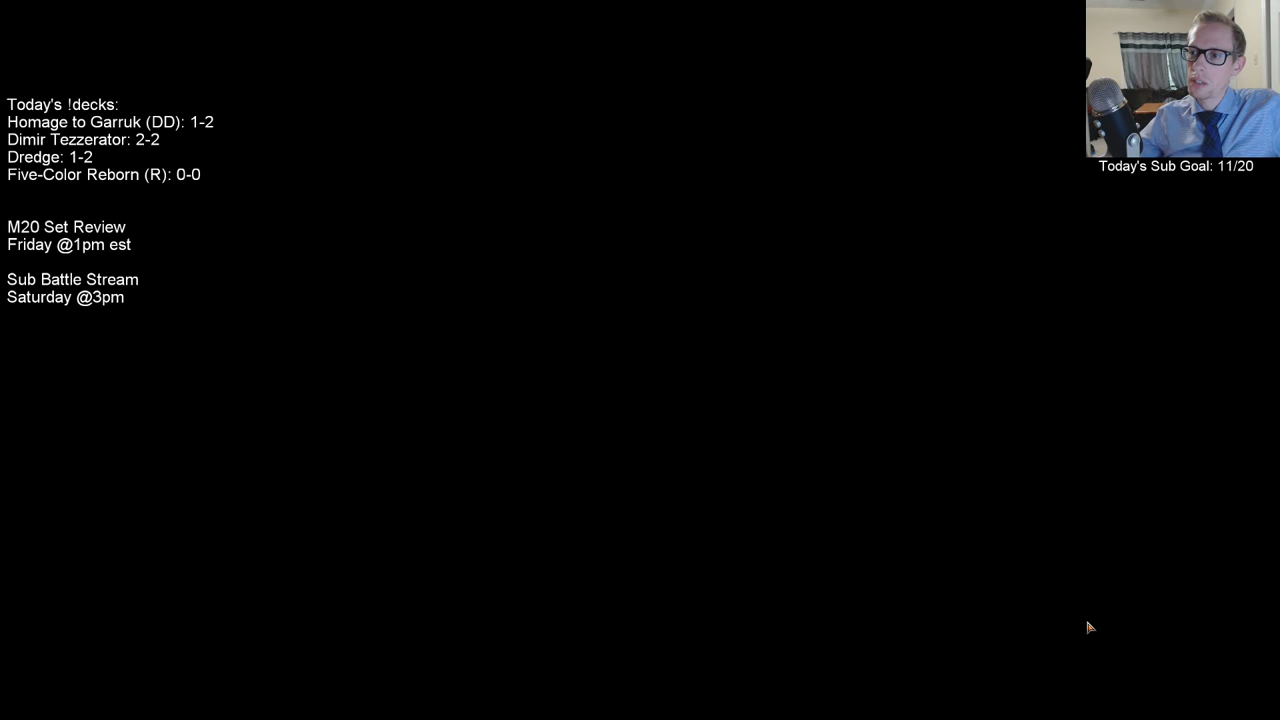 Today's !decks:
Homage to Garruk (DD): 1-2
Dimir Tezzerator: 2-2
Dredge: 1-2
Five-Color Reborn (R): 0-0
M20 Set Review
Friday @1pm est
Sub Battle Stream
Saturday @3pm
Today's Sub Goal: 11/20